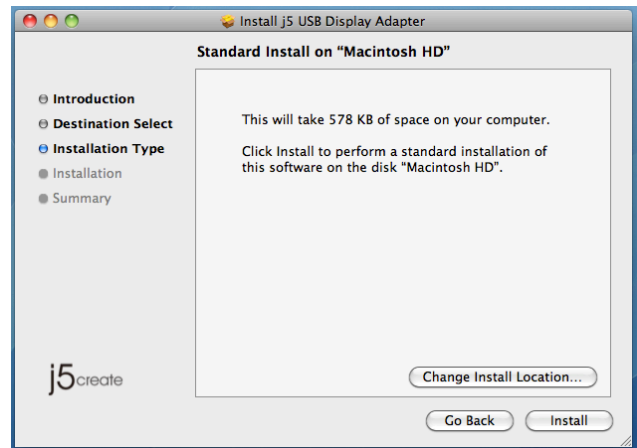 Install j5 USB Display Adapter
Standard Install on “Macintosh HD”
Introduction
Destination Select
Installation Type
Installation
Summary
This will take 578 KB of space on your computer.
Click Install to perform a standard installation of
this software on the disk “Macintosh HD”.
j5create
Change Install Location...
Go Back
Install